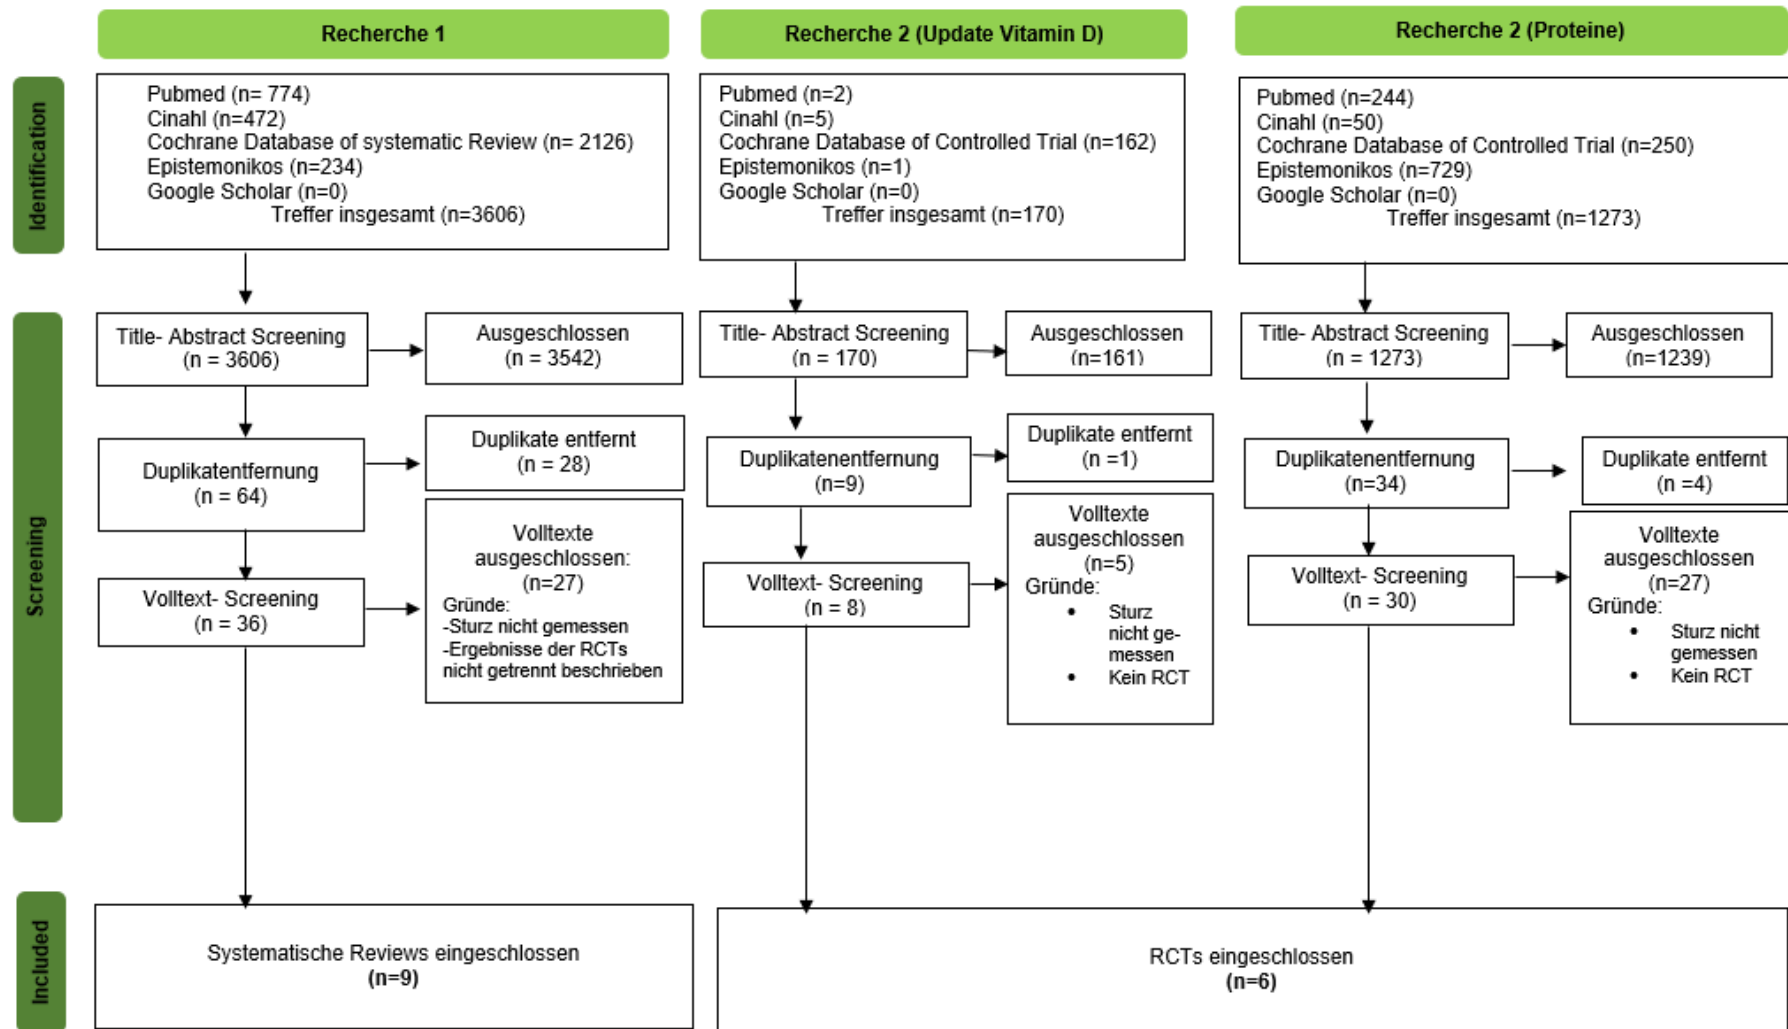 Recherche 1
Recherche 2 (Update Vitamin D)
Recherche 2 (Proteine)
Identification
Pubmed (n= 774)
Cinahl (n=472)
Cochrane Database of systematic Review (n= 2126)
Epistemonikos (n=234)
Google Scholar (n=0)
Treffer insgesamt (n=3606)
Pubmed (n=2)
Cinahl (n=5)
Cochrane Database of Controlled Trial (n=162)
Epistemonikos (n=1)
Google Scholar (n=0)
Treffer insgesamt (n=170)
Pubmed (n=244)
Cinahl (n=50)
Cochrane Database of Controlled Trial (n=250)
Epistemonikos (n=729)
Google Scholar (n=0)
Treffer insgesamt (n=1273)
Screening
Title- Abstract Screening
(n = 3606)
Ausgeschlossen
(n = 3542)
Duplikatentfernung
(n = 64)
Duplikate entfernt
(n = 28)
Volltext- Screening
(n = 36)
Volltexte
ausgeschlossen:
(n=27)
Gründe:
-Sturz nicht gemessen
-Ergebnisse der RCTs
nicht getrennt beschrieben
Title- Abstract Screening
(n = 170)
Ausgeschlossen
(n=161)
Duplikatenentfernung
(n=9)
Duplikate entfernt
(n =1)
Volltext- Screening
(n = 8)
Volltexte
ausgeschlossen
(n=5)
Gründe:
• Sturz
nicht ge-
messen
• Kein RCT
Title- Abstract Screening
(n = 1273)
Ausgeschlossen
(n=1239)
Duplikatenentfernung
(n=34)
Duplikate entfernt
(n =4)
Volltext- Screening
(n = 30)
Volltexte
ausgeschlossen
(n=27)
Gründe:
• Sturz nicht
gemessen
• Kein RCT
Included
Systematische Reviews eingeschlossen
(n=9)
RCTs eingeschlossen
(n=6)